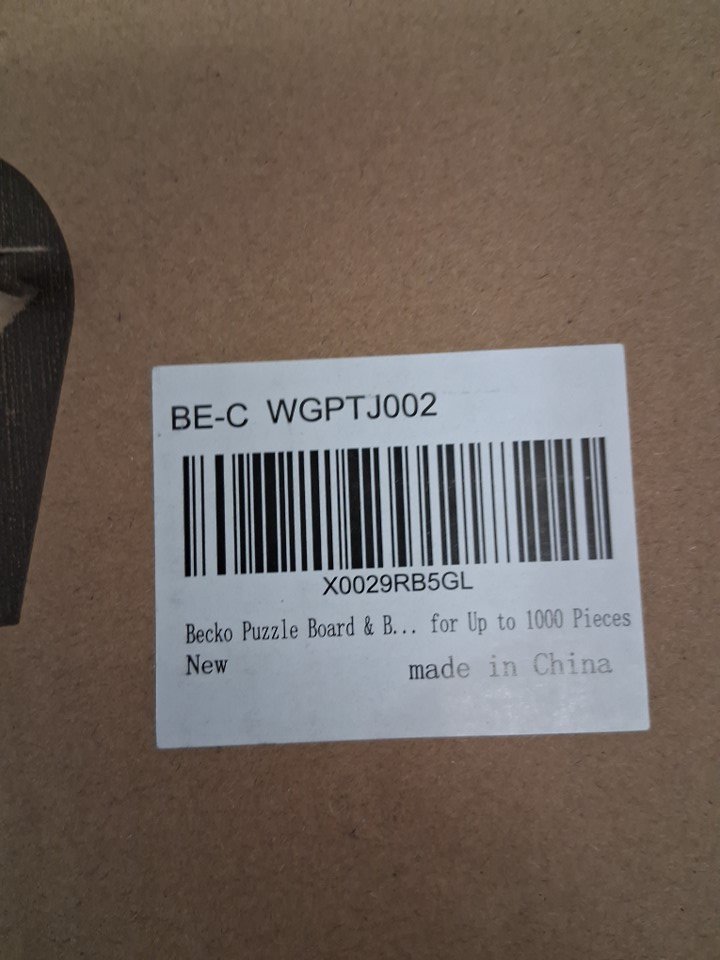 BE-C WGPTJ002
X0029RB5GL
Becko Puzzle Board & B... for Up to 1000 Pieces
New
made in China